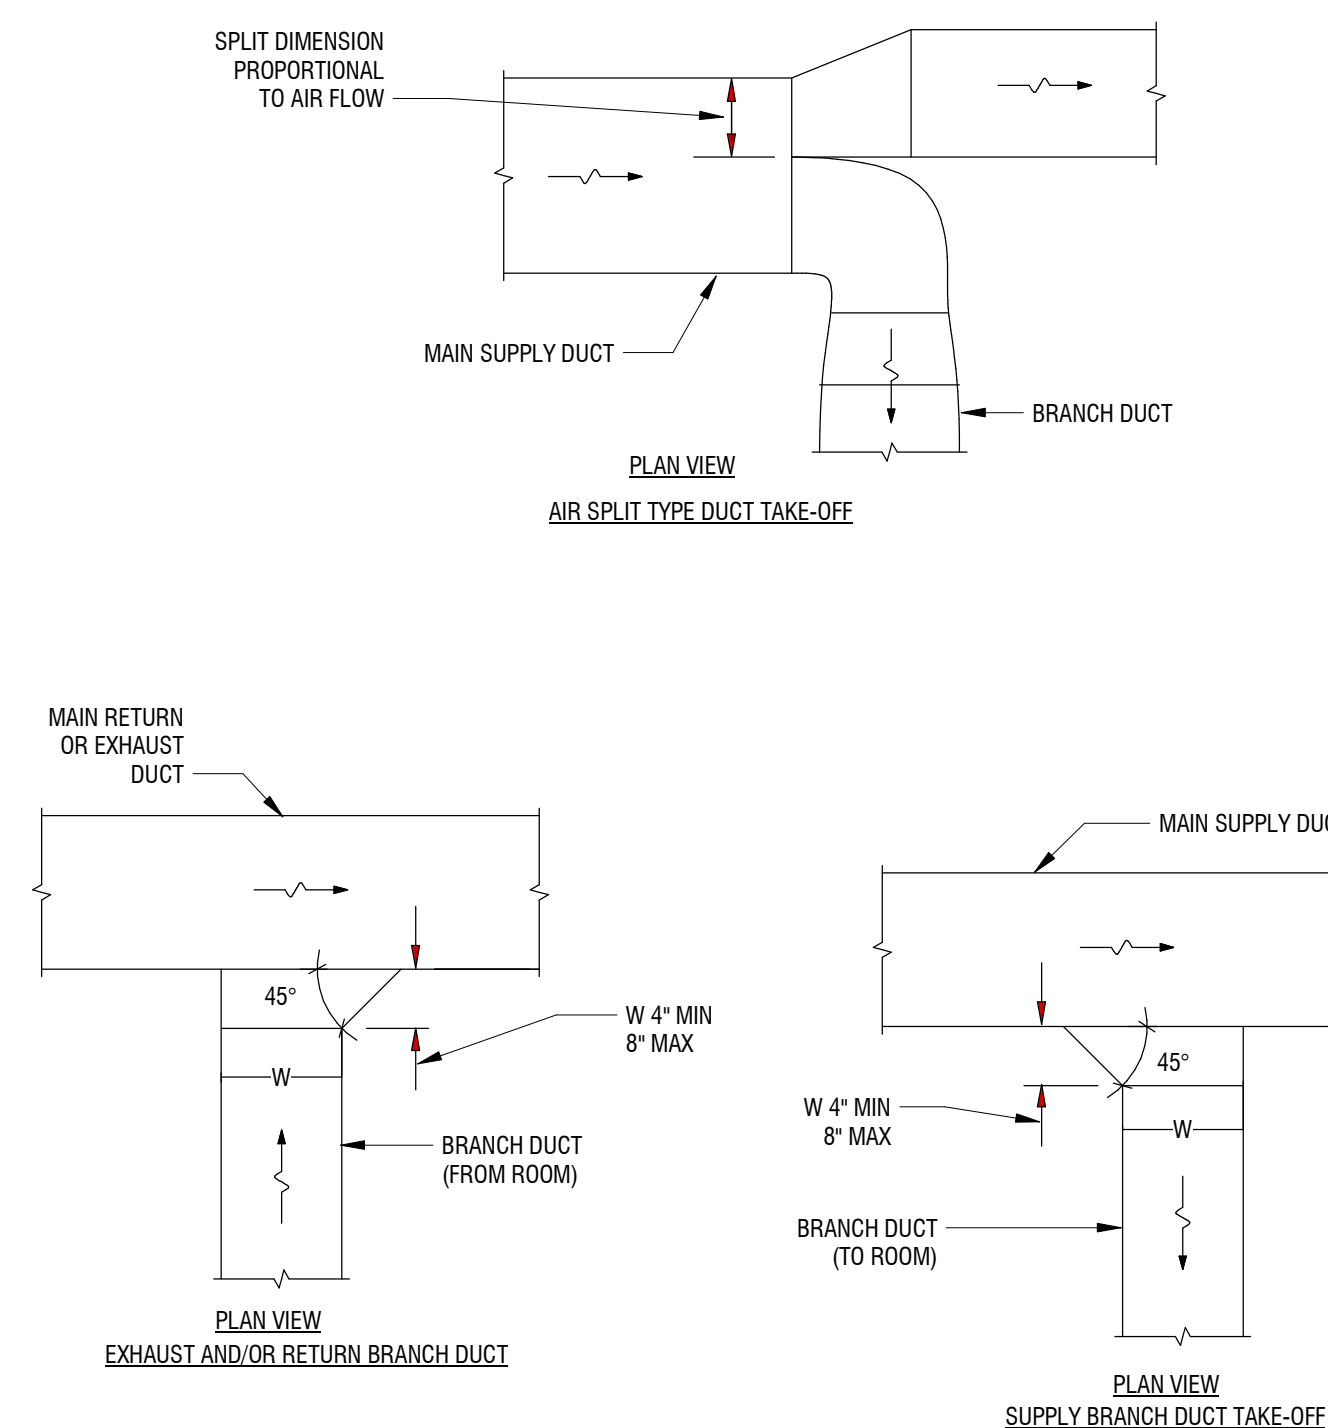 SPLIT DIMENSION
PROPORTIONAL
TO AIR FLOW
MAIN SUPPLY DUCT
BRANCH DUCT
PLAN VIEW
AIR SPLIT TYPE DUCT TAKE-OFF
MAIN RETURN
OR EXHAUST
DUCT
45°
W 4" MIN
8" MAX
W
BRANCH DUCT
(FROM ROOM)
PLAN VIEW
EXHAUST AND/OR RETURN BRANCH DUCT
MAIN SUPPLY
45°
W 4" MIN
8" MAX
W
BRANCH DUCT
(TO ROOM)
PLAN VIEW
SUPPLY BRANCH DUCT TAKE-OFF